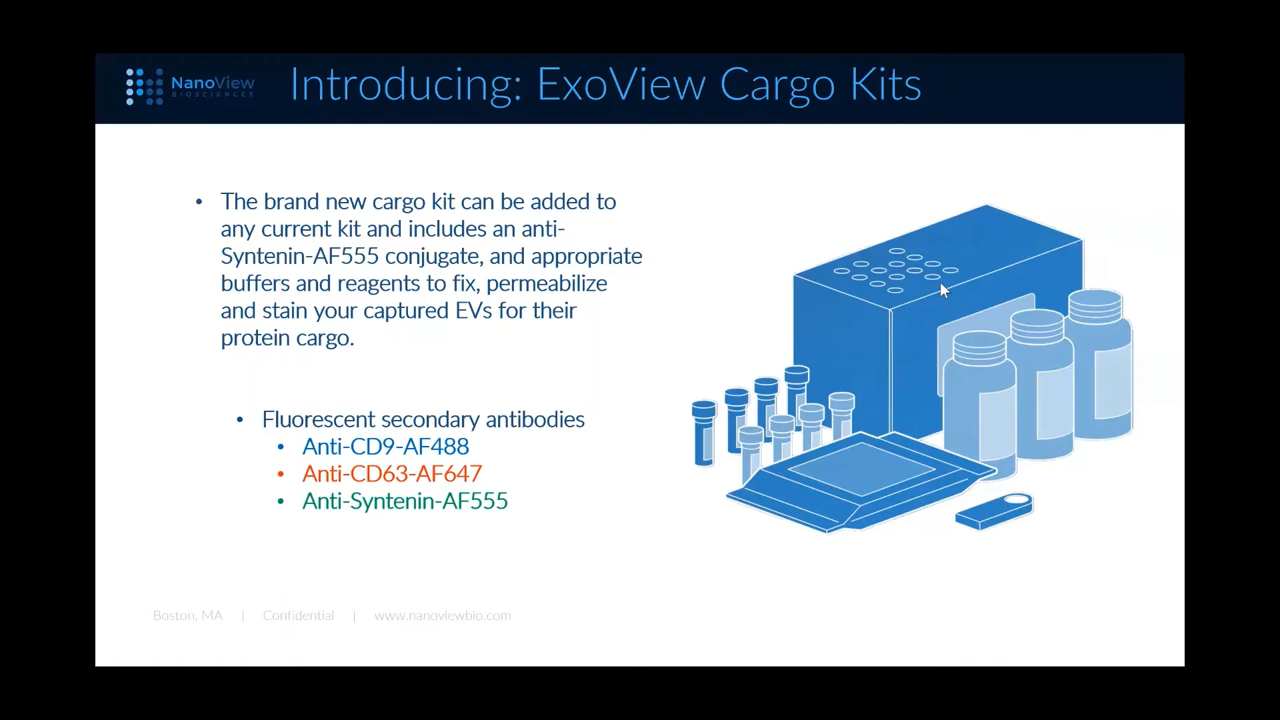 NanoView
BIOSCIENCES
Introducing: ExoView Cargo Kits
• The brand new cargo kit can be added to
any current kit and includes an anti-
Syntenin-AF555 conjugate, and appropriate
buffers and reagents to fix, permeabilize
and stain your captured EVs for their
protein cargo.
• Fluorescent secondary antibodies
• Anti-CD9-AF488
• Anti-CD63-AF647
• Anti-Syntenin-AF555
Boston, MA | Confidential | www.nanoviewbio.com